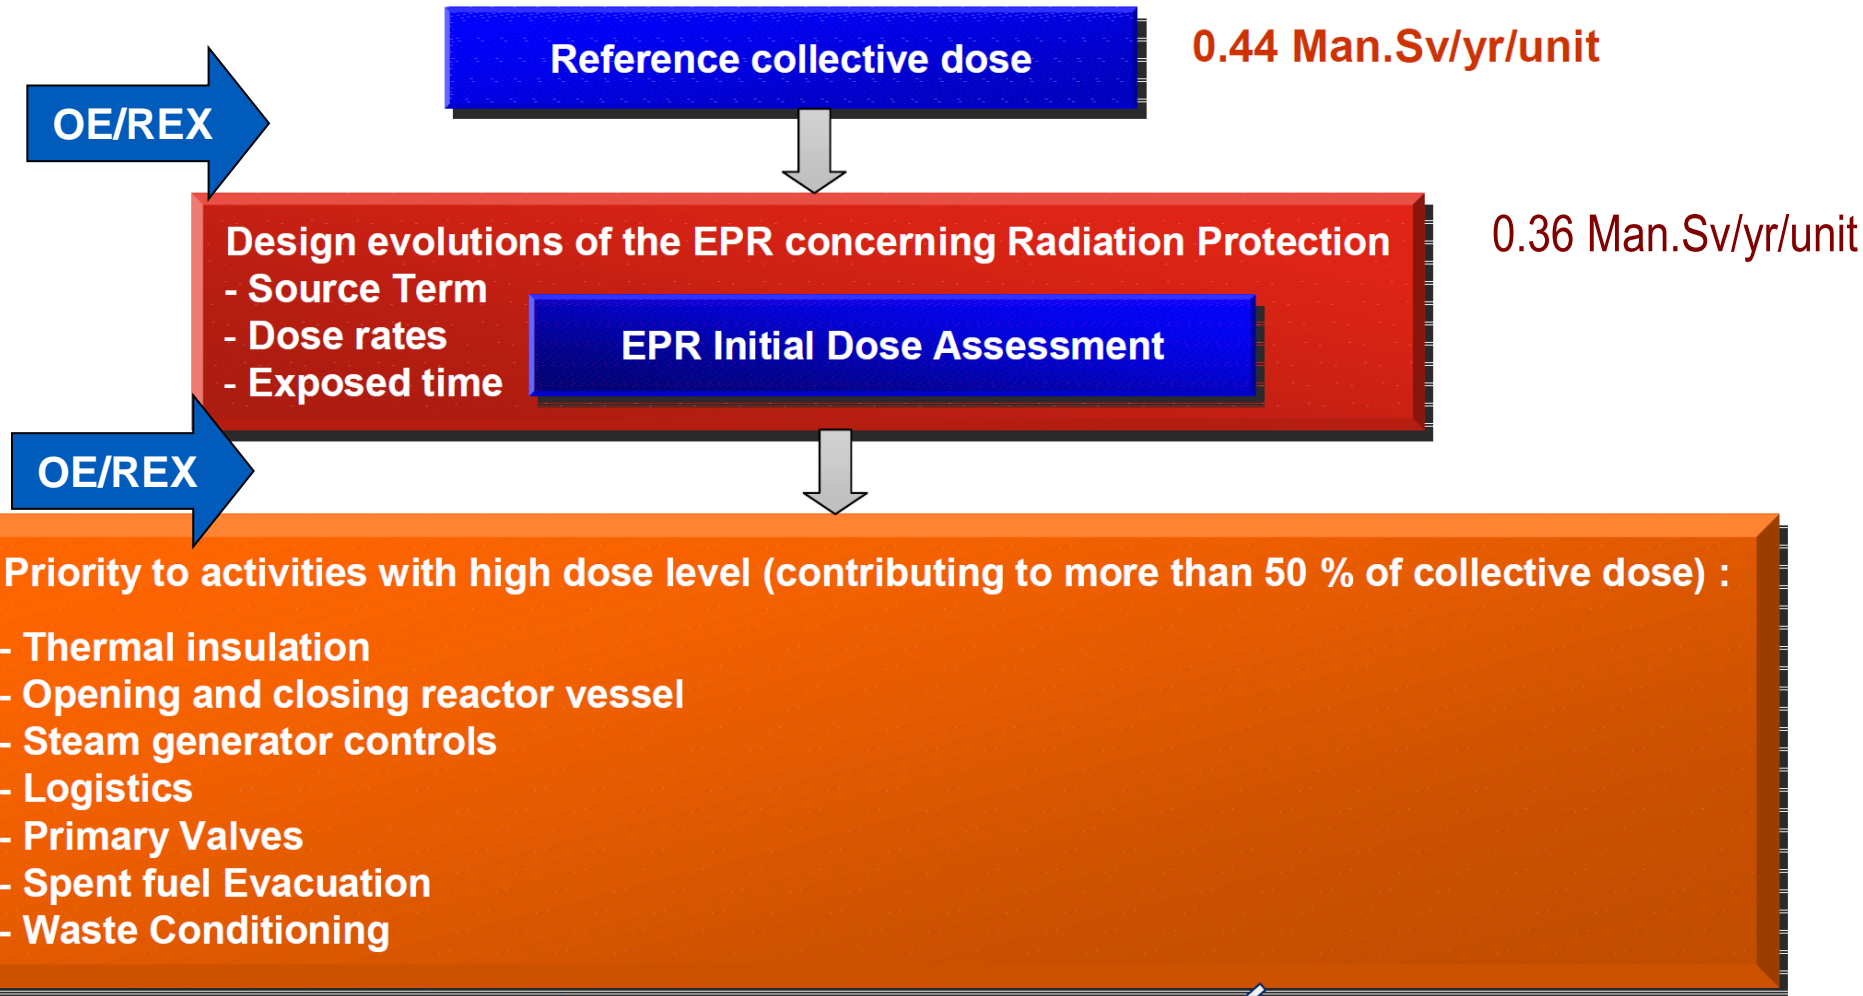 Reference collective dose
0.44 Man.Sv/yr/unit
OE/REX
Design evolutions of the EPR concerning Radiation Protection
0.36 Man.Sv/yr/unit
- Source Term
- Dose rates
- Exposed time
EPR Initial Dose Assessment
OE/REX
Priority to activities with high dose level (contributing to more than 50 % of collective dose) :
- Thermal insulation
- Opening and closing reactor vessel
- Steam generator controls
- Logistics
- Primary Valves
- Spent fuel Evacuation
- Waste Conditioning